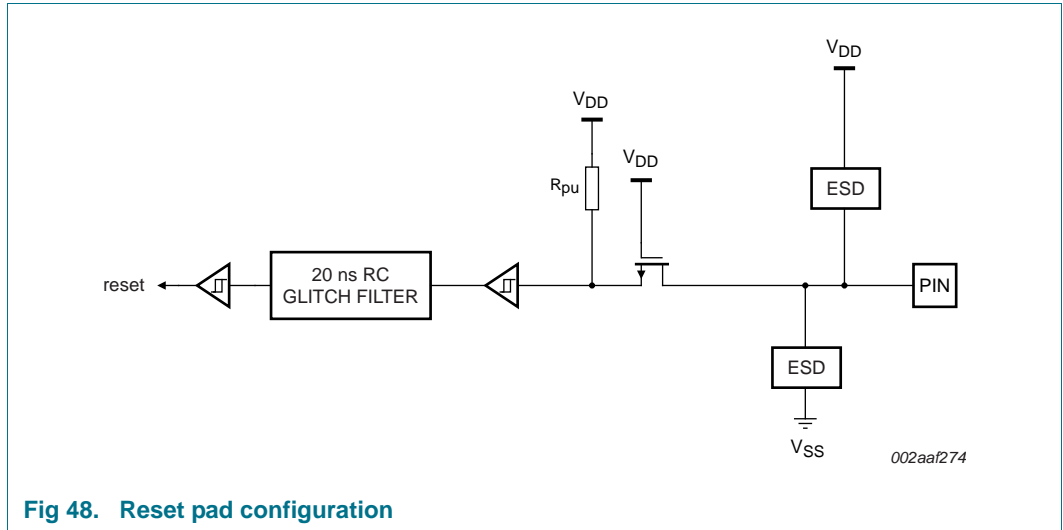 VDD
VDD
VDD
Rpu
ESD
reset
20 ns RC
GLITCH FILTER
PIN
ESD
VSS
002aaf274
Fig 48. Reset pad configuration